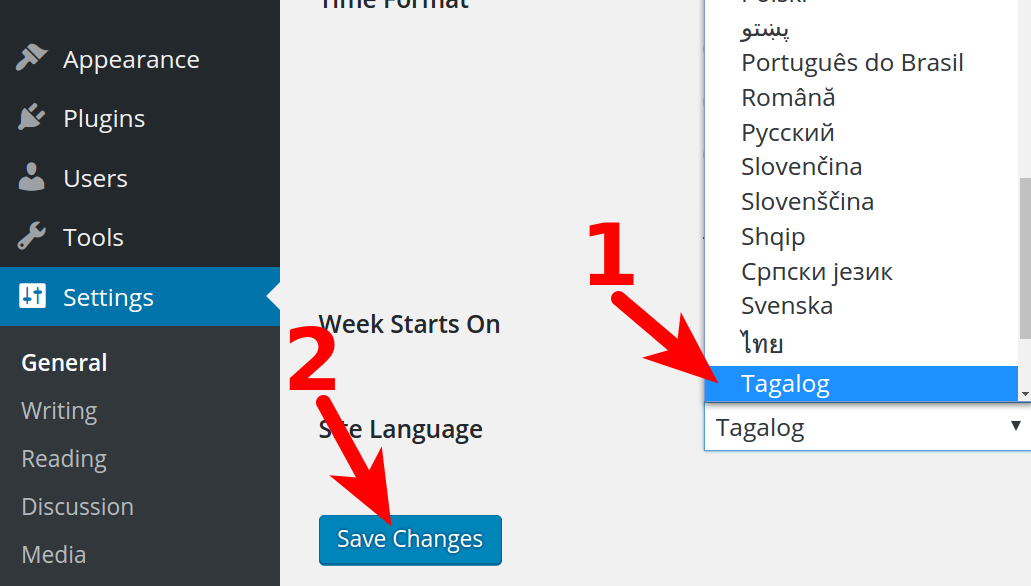 Appearance
Plugins
Users
Tools
Settings
General
Writing
Reading
Discussion
Media
Time Format
Week Starts On
Site Language
Save Changes
1
2
Polski
پښتو
Português do Brasil
Română
Русский
Slovenčina
Slovenščina
Shqip
Српски језик
Svenska
ไทย
Tagalog
Tagalog